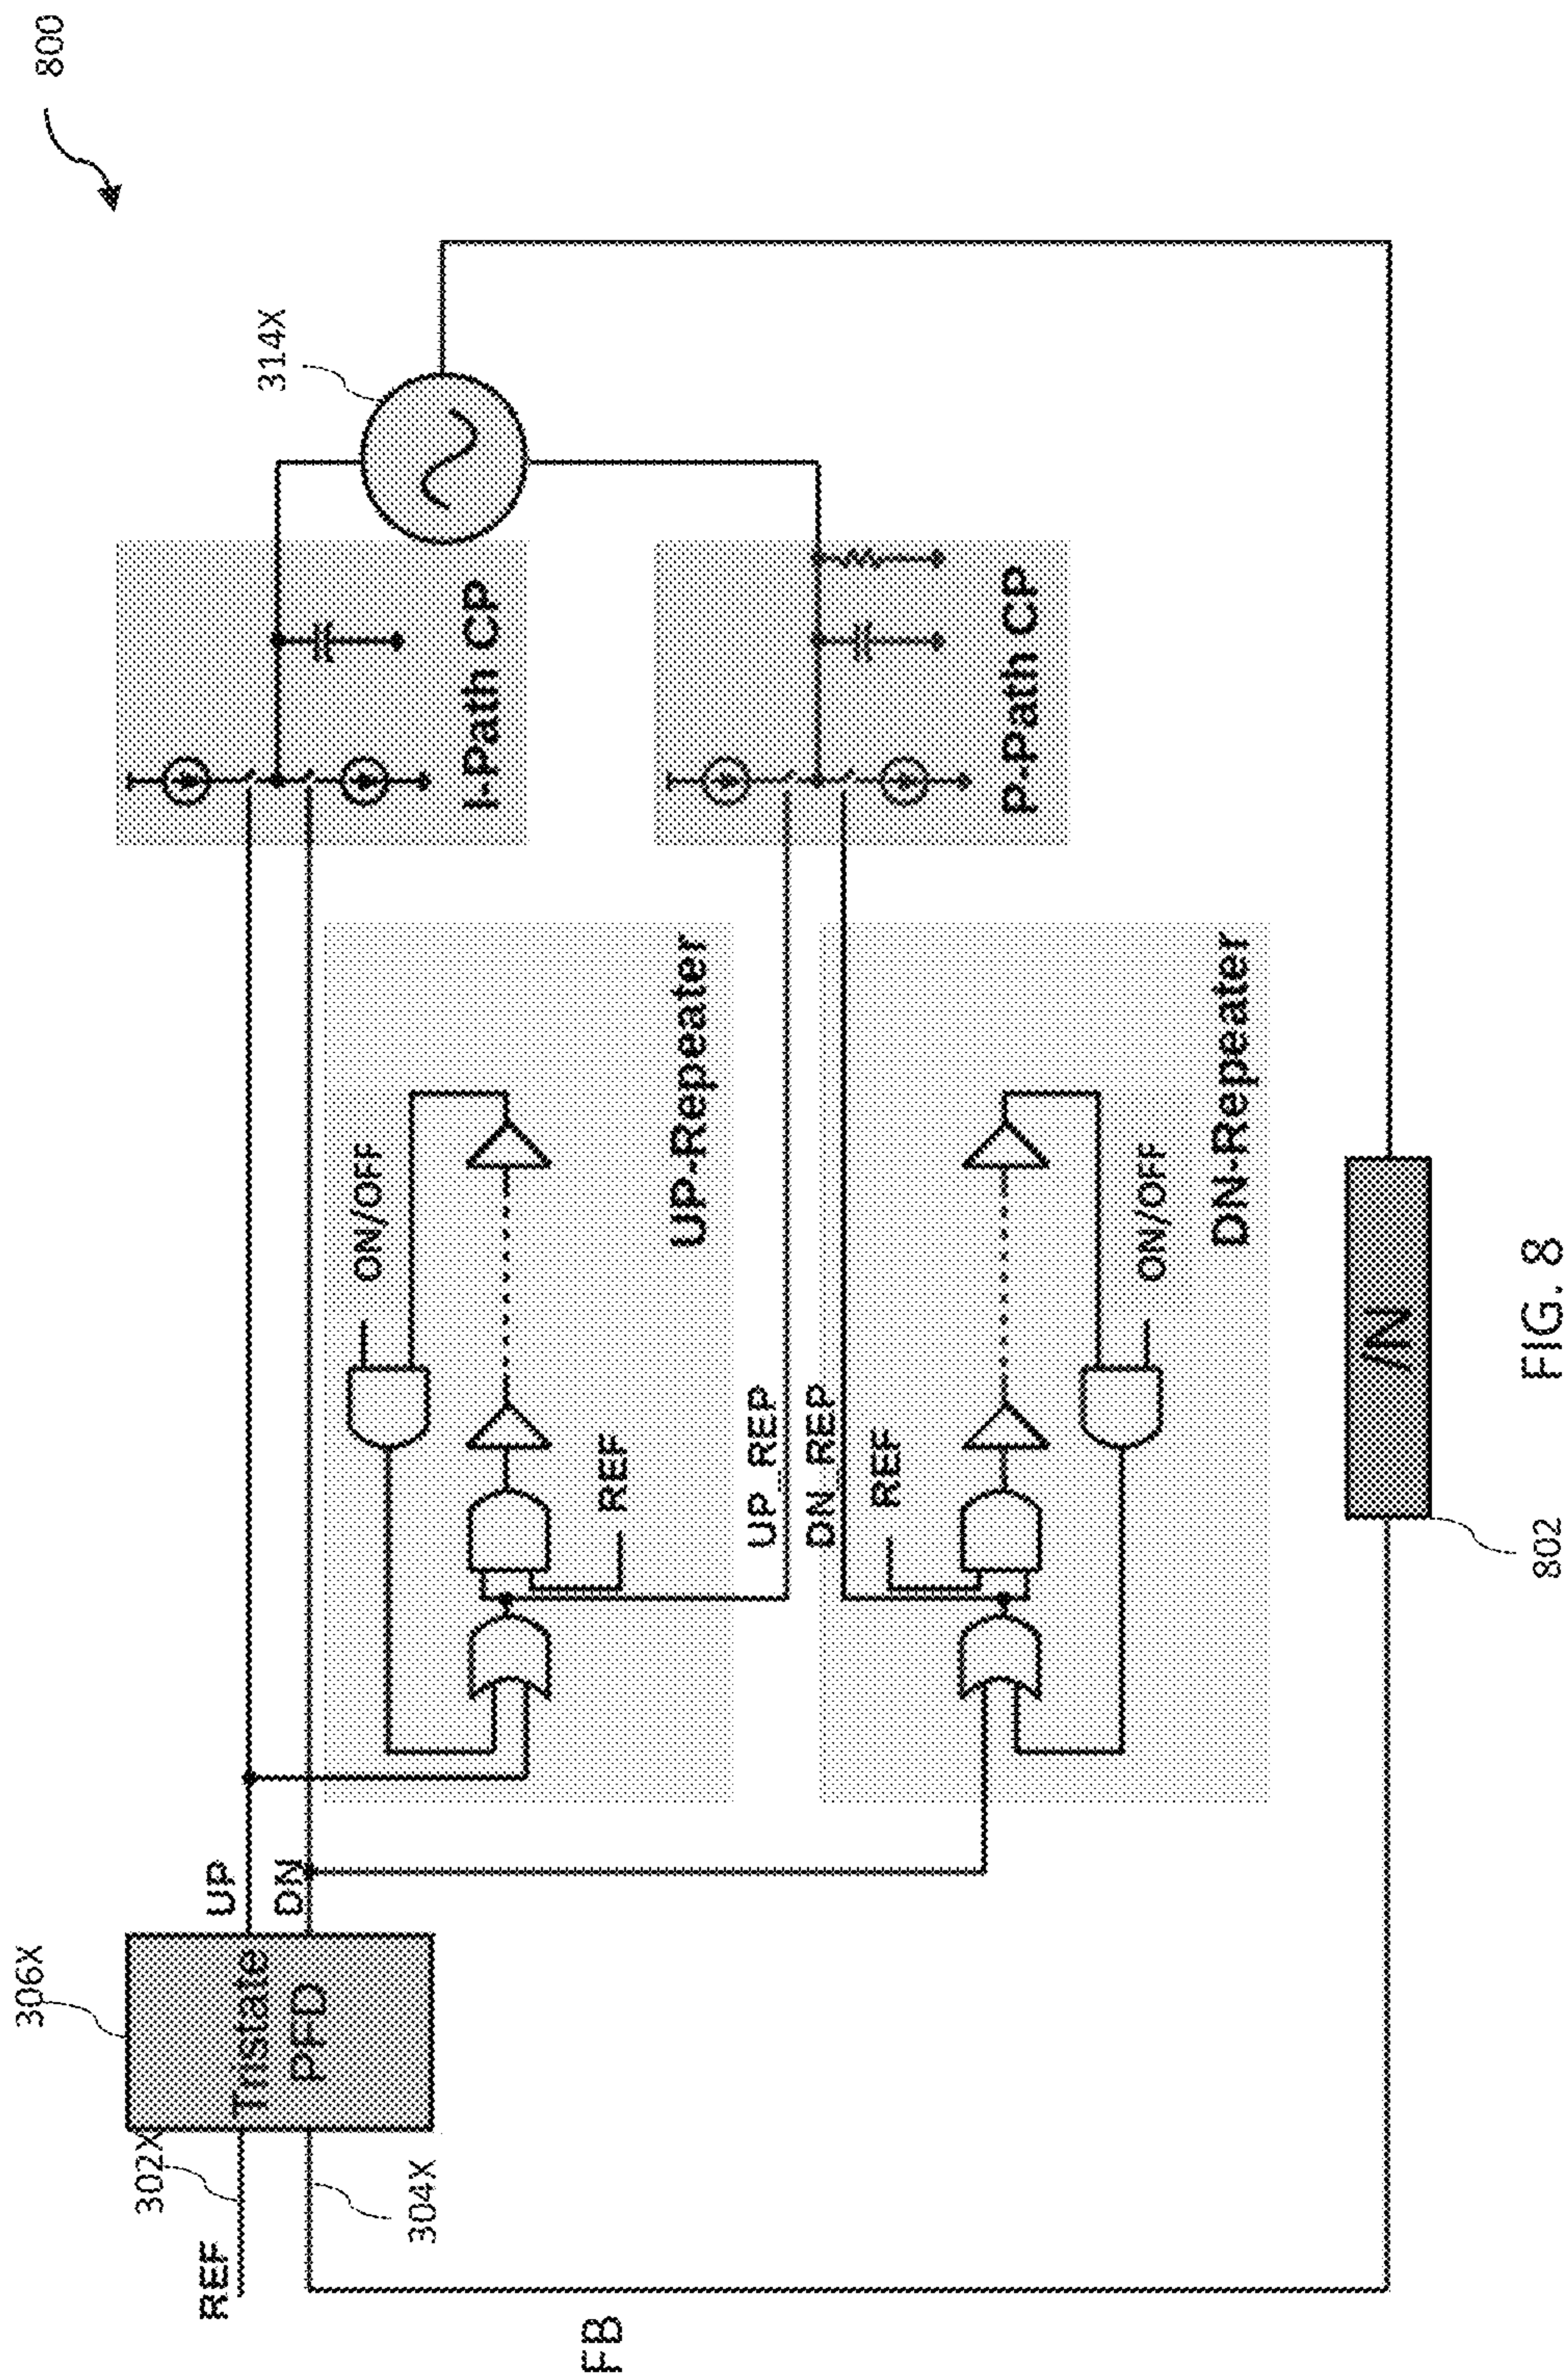 800
306X
302X
REF
Tristate
PFD
304X
UP
DN
FB
314X
I-Path CP
ON/OFF
REF
UP-Repeater
UP_REP
DN_REP
P-Path CP
REF
ON/OFF
DN-Repeater
/N
802
FIG. 8